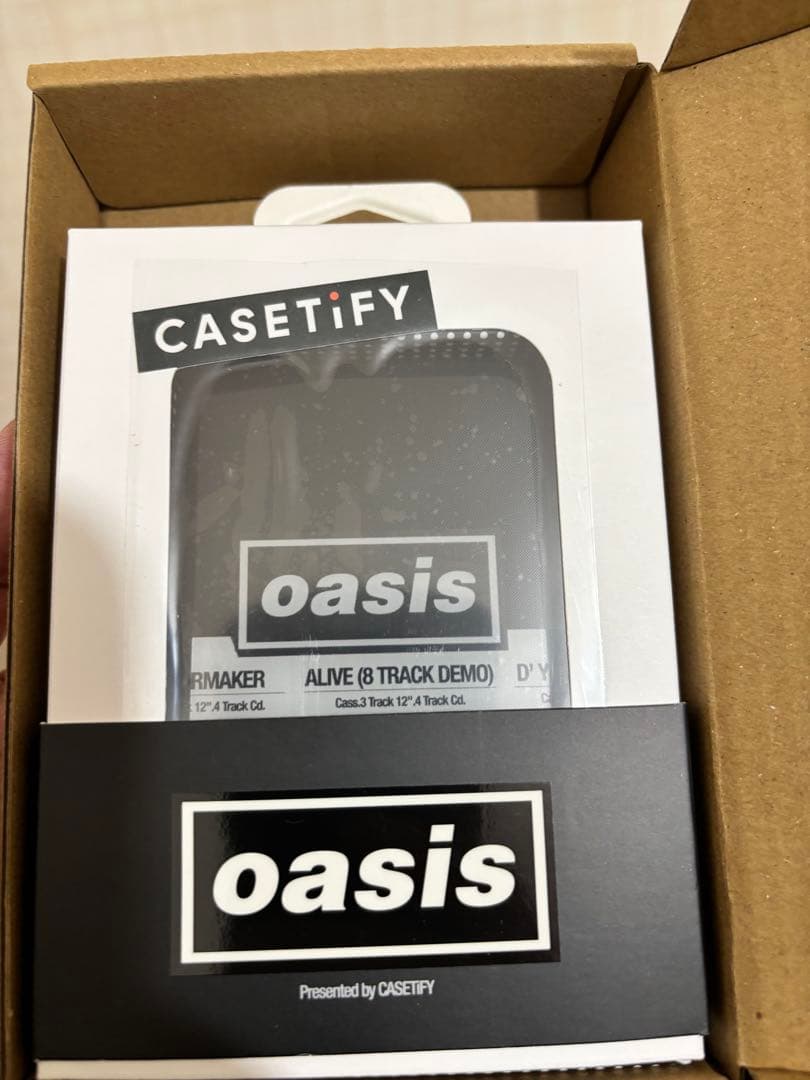 CASETiFY
oasis
RMAKER ALIVE (8 TRACK DEMO) D' Y
12".4 Track Cd. Cass.3 Track 12".4 Track Cd.
oasis
Presented by CASETiFY